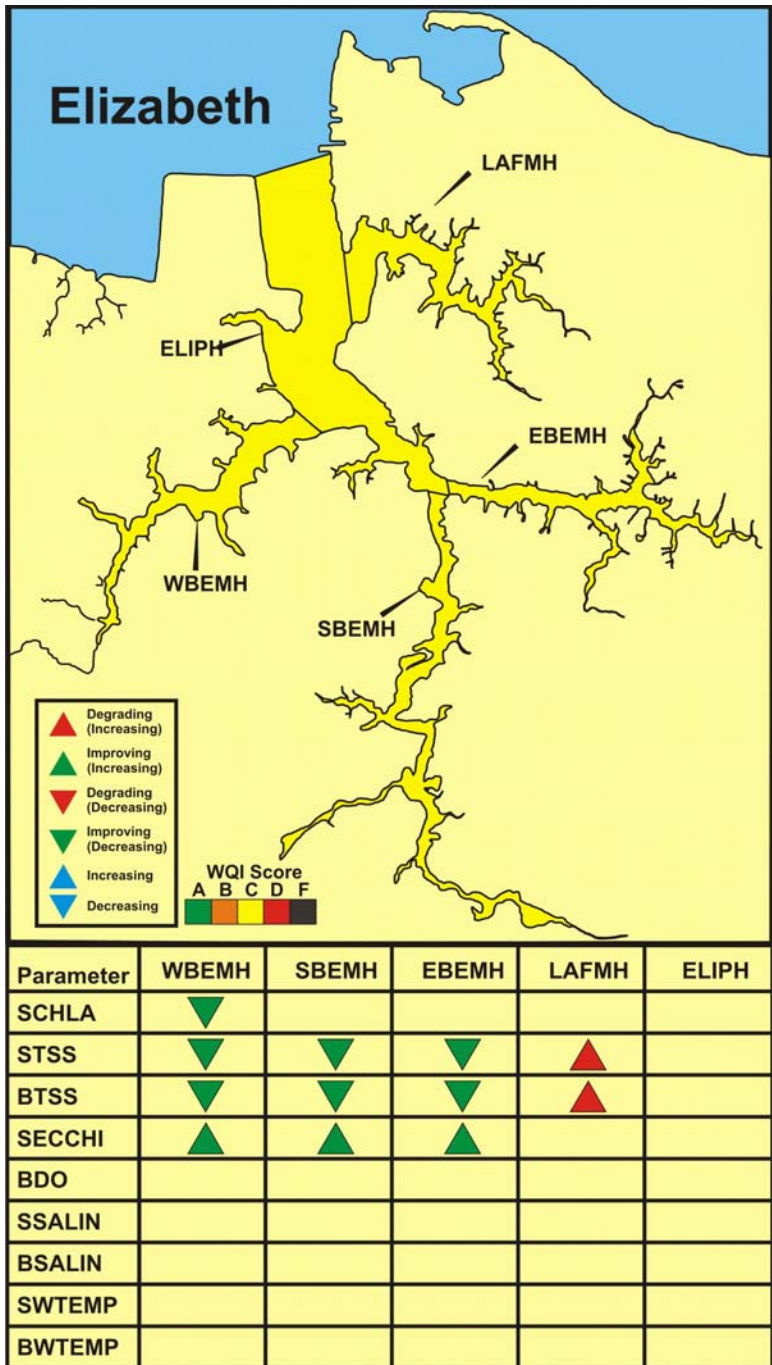 Elizabeth
LAFMH
ELIPH
EBEMH
WBEMH
SBEMH
Degrading
(Increasing)
Improving
(Increasing)
Degrading
(Decreasing)
Improving
(Decreasing)
Increasing
Decreasing
WQI Score
A B C D F
Parameter WBEMH SBEMH EBEMH LAFMH ELIPH
SCHLA
STSS
BTSS
SECCHI
BDO
SSALIN
BSALIN
SWTEMP
BWTEMP